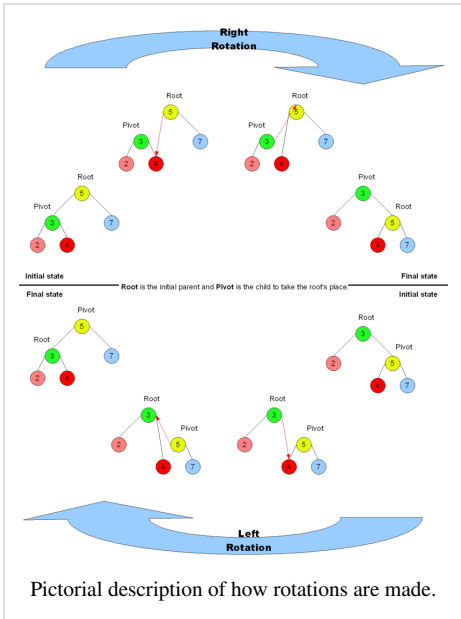 Right
Rotation
Root
5
Pivot
3
2
4
7
Root
5
Pivot
3
2
4
7
Root
5
Pivot
3
2
4
7
Pivot
3
Root
5
2
4
7
Initial state
Final state
Root is the initial parent and Pivot is the child to take the root's place.
Final state
Initial state
Pivot
5
Root
3
2
4
7
Root
3
Pivot
5
2
4
7
Root
3
Pivot
2
5
4
7
Root
3
Pivot
2
5
4
7
Left
Rotation
Pictorial description of how rotations are made.